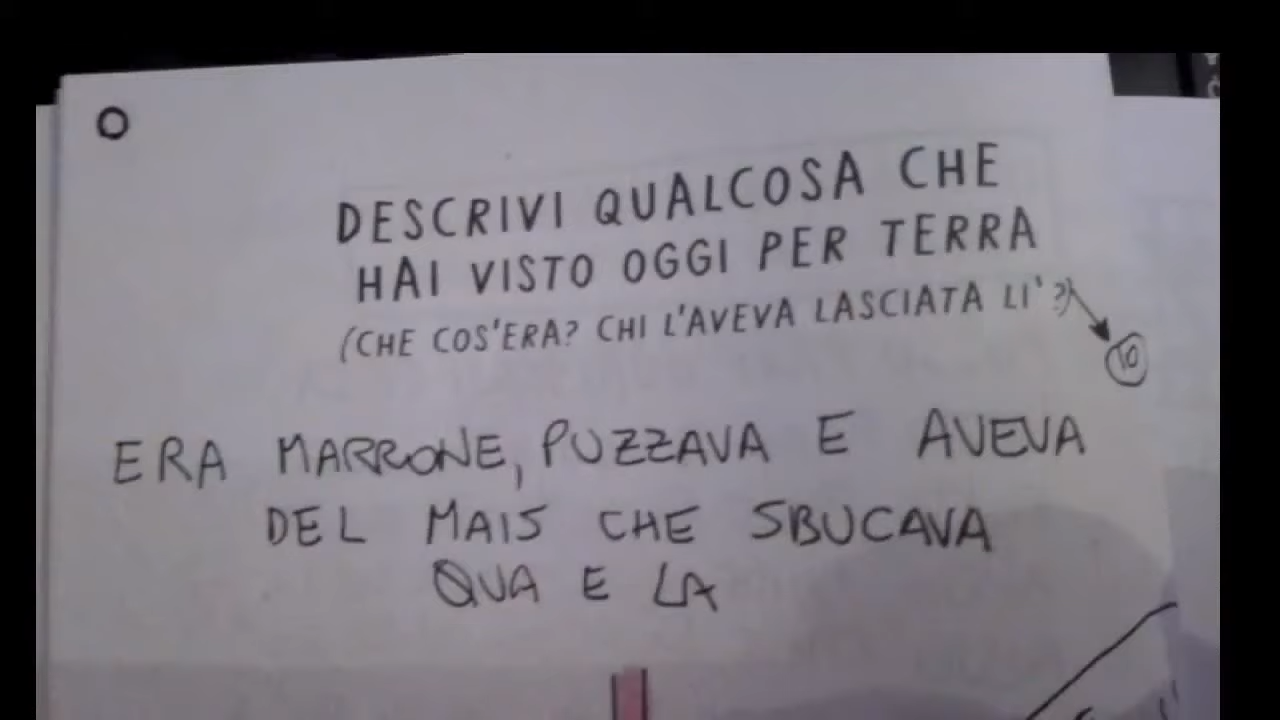 DESCRIVI QUALCOSA CHE
HAI VISTO OGGI PER TERRA
(CHE COS'ERA? CHI L'AVEVA LASCIATA LI'?)
IO
ERA MARRONE, PUZZAVA E AVEVA
DEL MAIS CHE SBUCAVA
QUA E LA